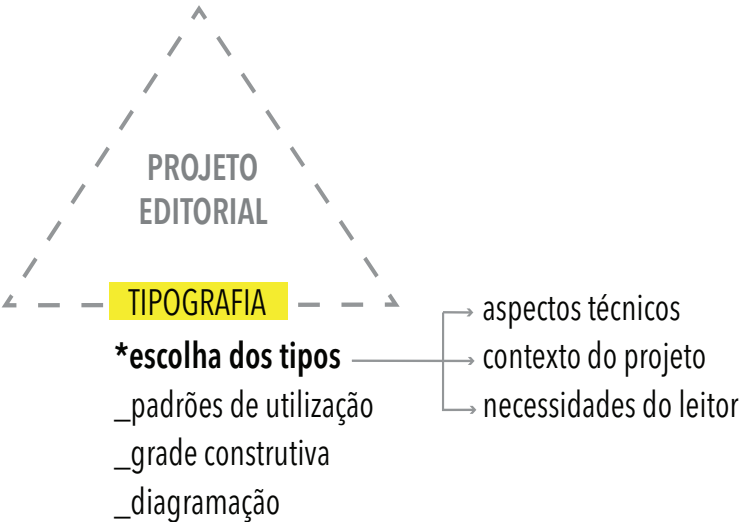 PROJETO
EDITORIAL
TIPOGRAFIA
*escolha dos tipos
_padrões de utilização
_grade construtiva
_diagramação
aspectos técnicos
contexto do projeto
necessidades do leitor